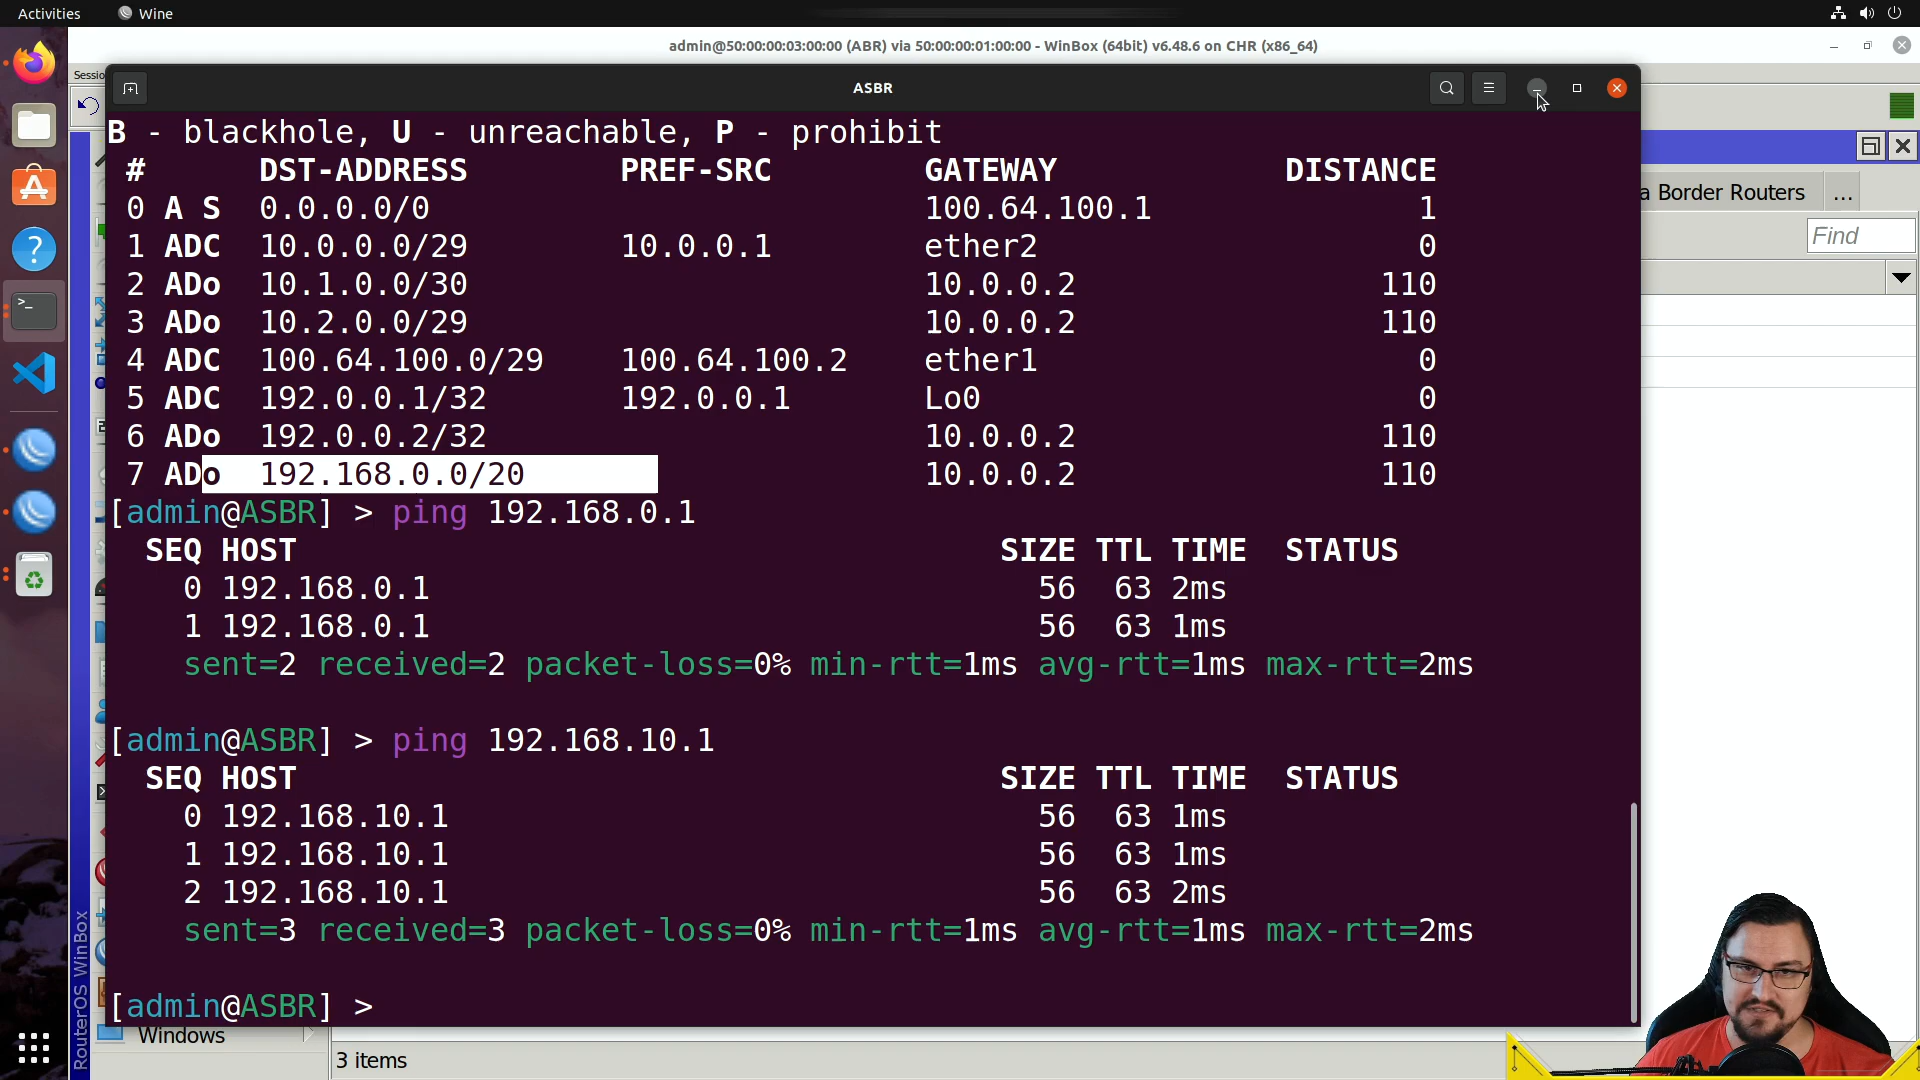 Activities Wine
admin@50:00:00:03:00:00 (ABR) via 50:00:00:01:00:00 - WinBox (64bit) v6.48.6 on CHR (x86_64)
Sessio
ASBR
B - blackhole, U - unreachable, P - prohibit
# DST-ADDRESS PREF-SRC GATEWAY DISTANCE
0 A S 0.0.0.0/0 100.64.100.1 1
1 ADC 10.0.0.0/29 10.0.0.1 ether2 0
2 ADo 10.1.0.0/30 10.0.0.2 110
3 ADo 10.2.0.0/29 10.0.0.2 110
4 ADC 100.64.100.0/29 100.64.100.2 ether1 0
5 ADC 192.0.0.1/32 192.0.0.1 Lo0 0
6 ADo 192.0.0.2/32 10.0.0.2 110
7 ADo 192.168.0.0/20 10.0.0.2 110
[admin@ASBR] > ping 192.168.0.1
SEQ HOST SIZE TTL TIME STATUS
0 192.168.0.1 56 63 2ms
1 192.168.0.1 56 63 1ms
sent=2 received=2 packet-loss=0% min-rtt=1ms avg-rtt=1ms max-rtt=2ms
[admin@ASBR] > ping 192.168.10.1
SEQ HOST SIZE TTL TIME STATUS
0 192.168.10.1 56 63 1ms
1 192.168.10.1 56 63 1ms
2 192.168.10.1 56 63 2ms
sent=3 received=3 packet-loss=0% min-rtt=1ms avg-rtt=1ms max-rtt=2ms
[admin@ASBR] >
a Border Routers ...
Find
RouterOS WinBox
Windows
3 items